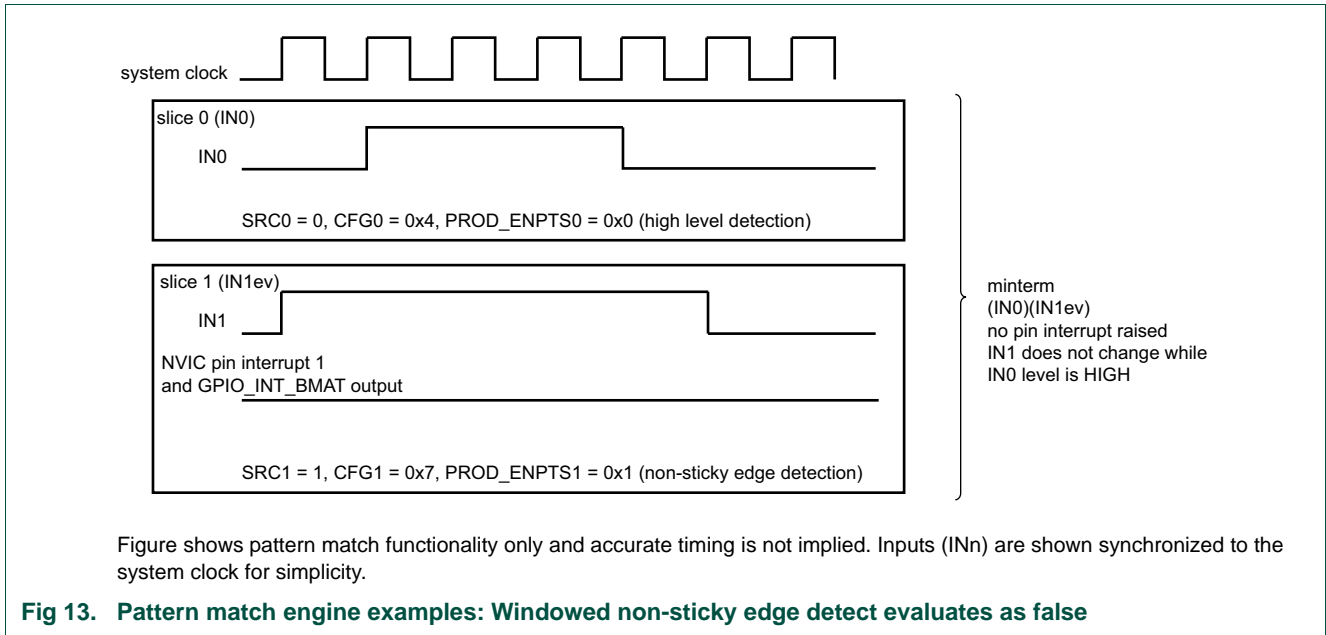 system clock
slice 0 (IN0)
IN0
SRC0 = 0, CFG0 = 0x4, PROD_ENPTS0 = 0x0 (high level detection)
slice 1 (IN1ev)
IN1
NVIC pin interrupt 1
and GPIO_INT_BMAT output
SRC1 = 1, CFG1 = 0x7, PROD_ENPTS1 = 0x1 (non-sticky edge detection)
minterm
(IN0)(IN1ev)
no pin interrupt raised
IN1 does not change while
IN0 level is HIGH
Figure shows pattern match functionality only and accurate timing is not implied. Inputs (INn) are shown synchronized to the
system clock for simplicity.
Fig 13. Pattern match engine examples: Windowed non-sticky edge detect evaluates as false